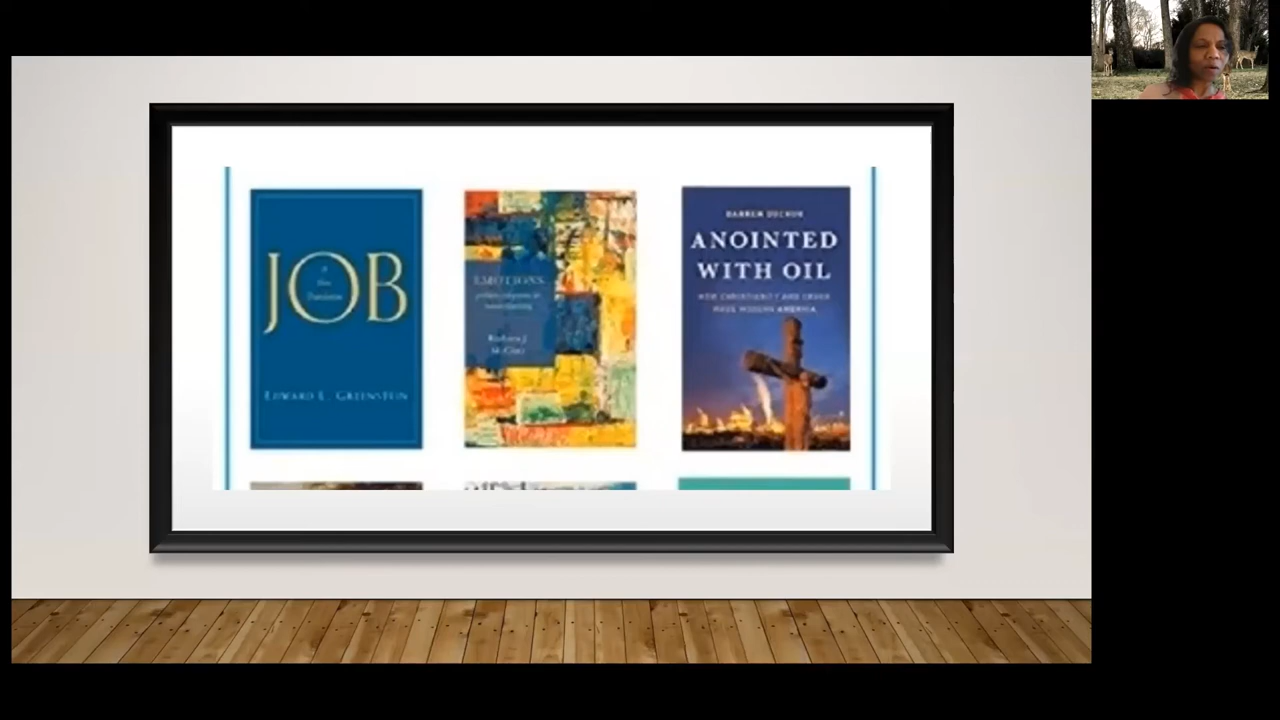 JOB
A
New
Translation
EDWARD L. GREENSTEIN
EMOTIONS
Barbara J.
McClure
DARREN DOCHUK
ANOINTED
WITH OIL
HOW CHRISTIANITY AND CRUDE
MADE MODERN AMERICA